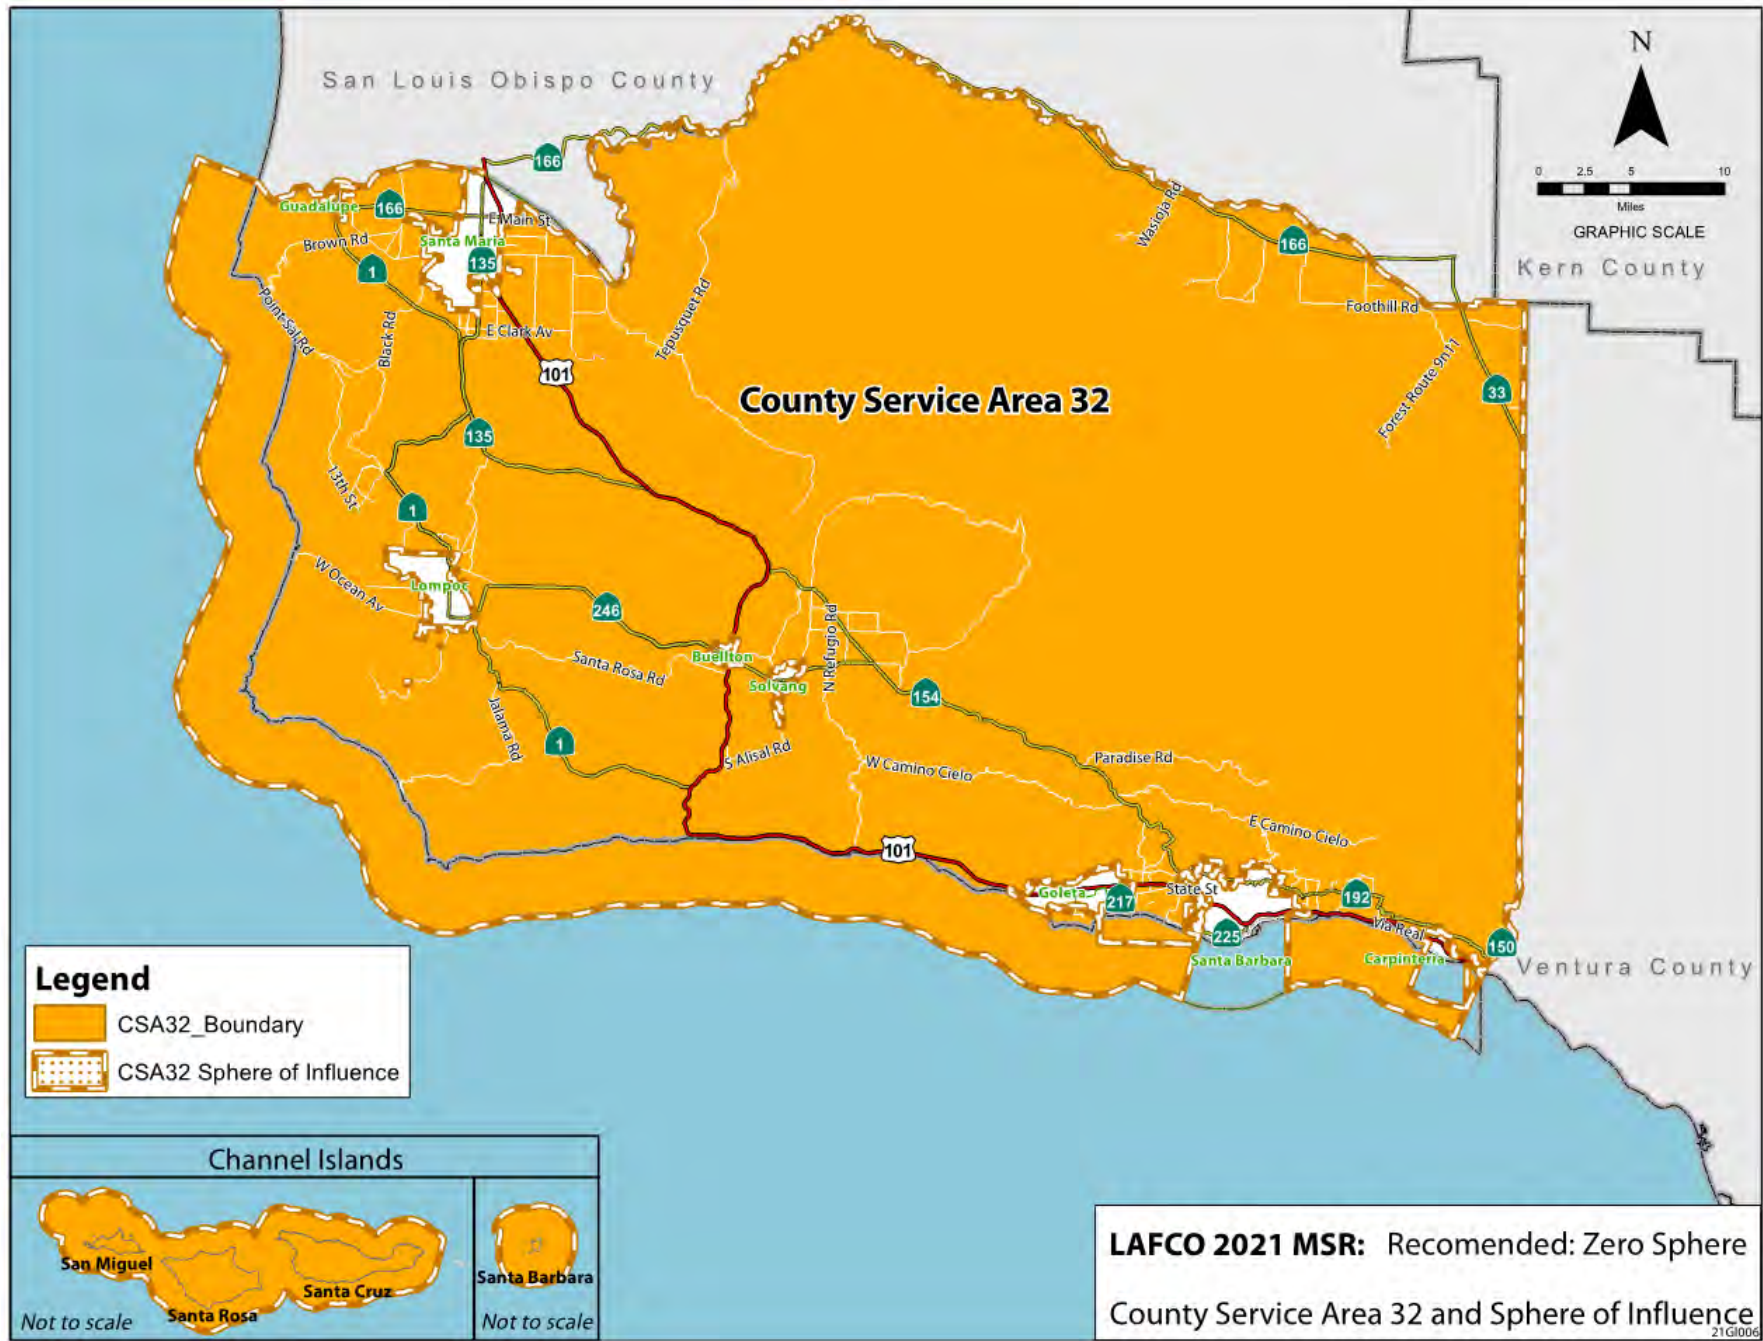 San Louis Obispo County
N
0 2.5 5 10
Miles
GRAPHIC SCALE
166
Guadalupe
166
E Main St
Santa Maria
Brown Rd
135
1
Wasioja Rd
166
Kern County
Point Sal Rd
Black Rd
E Clark Av
Tepusquet Rd
Foothill Rd
101
Forest Route 9n11
33
County Service Area 32
135
13th St
1
W Ocean Av
Lompoc
246
N Refugio Rd
Buellton
Santa Rosa Rd
Solvang
154
Jalama Rd
1
S Alisal Rd
W Camino Cielo
Paradise Rd
E Camino Cielo
101
Goleta
217
State St
192
Via Real
225
Santa Barbara
Carpinteria
150
Ventura County
Legend
CSA32_Boundary
CSA32 Sphere of Influence
Channel Islands
San Miguel
Santa Rosa
Santa Cruz
Not to scale
Santa Barbara
Not to scale
LAFCO 2021 MSR: Recomended: Zero Sphere
County Service Area 32 and Sphere of Influence
21GI006